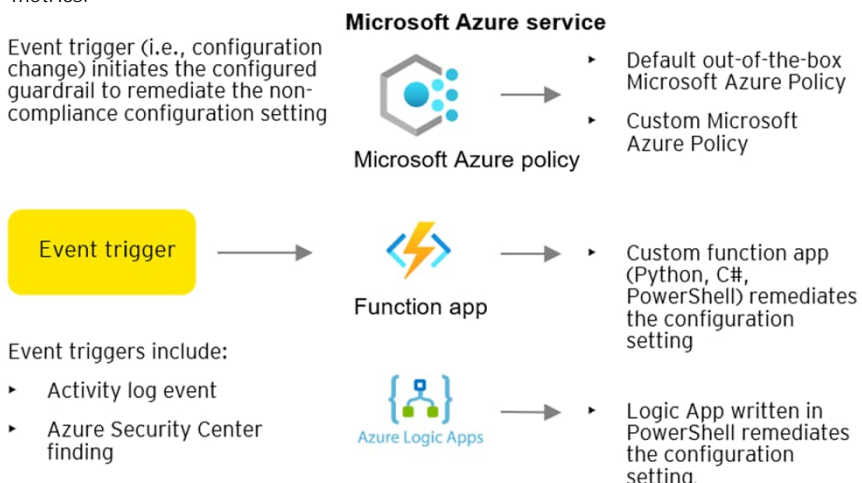 metrics.
Microsoft Azure service
Event trigger (i.e., configuration
change) initiates the configured
guardrail to remediate the non-
compliance configuration setting
Microsoft Azure policy
‣ Default out-of-the-box
Microsoft Azure Policy
‣ Custom Microsoft
Azure Policy
Event trigger
Function app
‣ Custom function app
(Python, C#,
PowerShell) remediates
the configuration
setting
Event triggers include:
‣ Activity log event
‣ Azure Security Center
finding
Azure Logic Apps
‣ Logic App written in
PowerShell remediates
the configuration
setting.